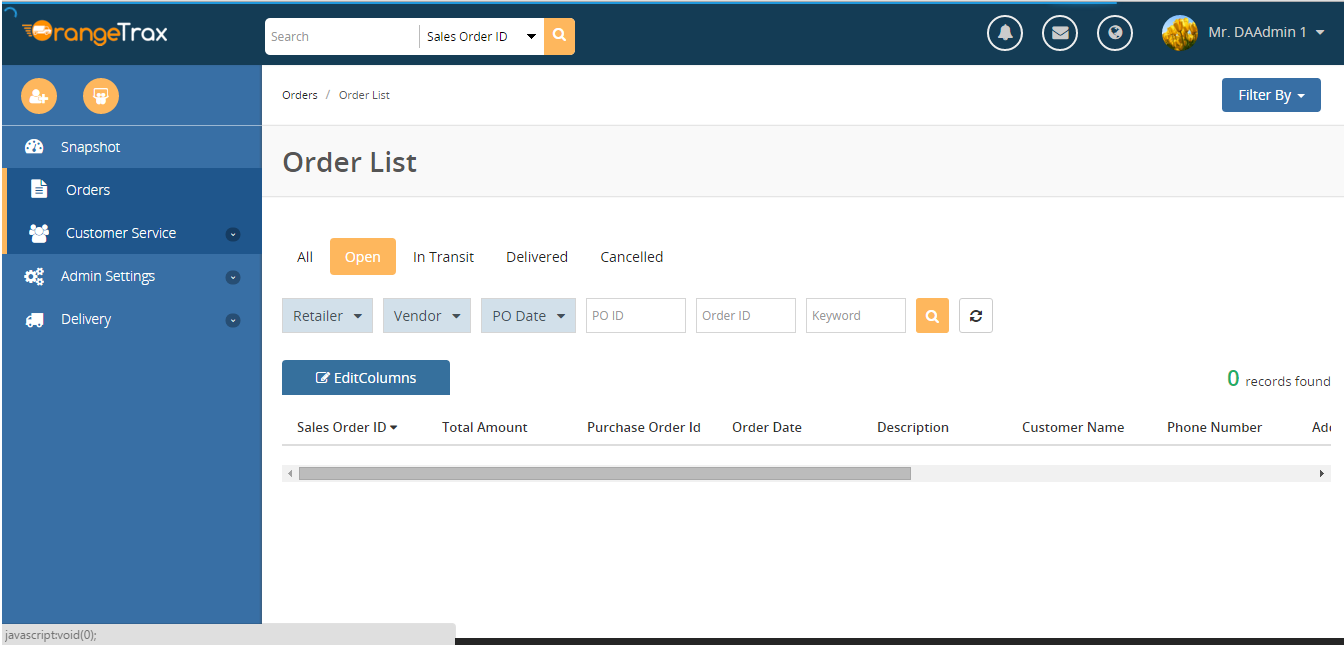 OrangeTrax
Search
Sales Order ID
Mr. DAAdmin 1
Snapshot
Orders
Customer Service
Admin Settings
Delivery
Orders / Order List
Filter By
Order List
All Open In Transit Delivered Cancelled
Retailer Vendor PO Date PO ID Order ID Keyword
EditColumns
0 records found
Sales Order ID Total Amount Purchase Order Id Order Date Description Customer Name Phone Number
javascript:void(0);